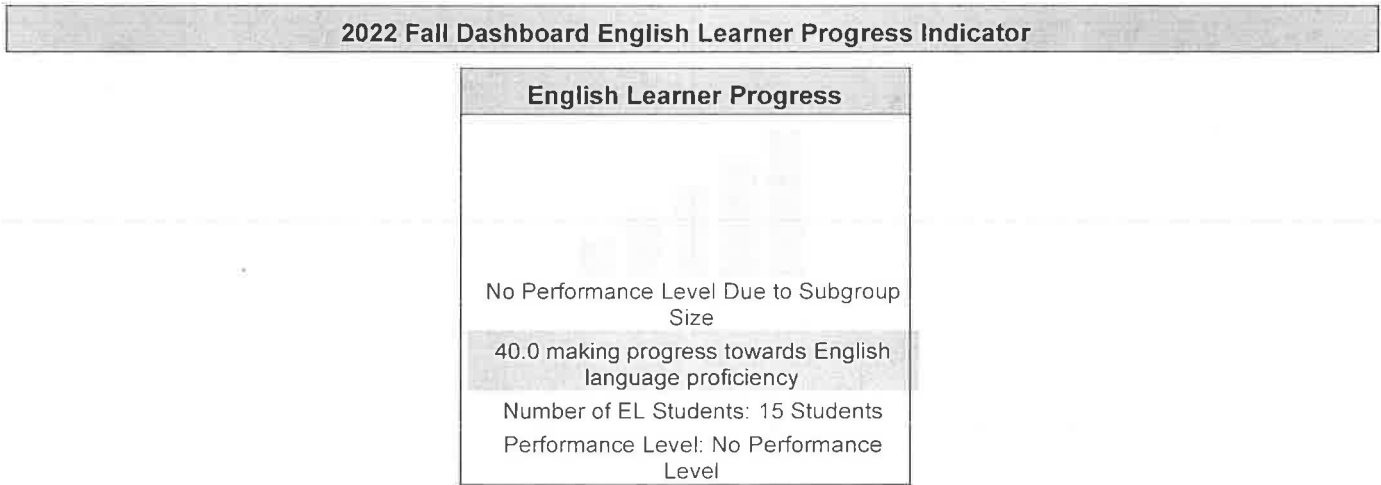 2022 Fall Dashboard English Learner Progress Indicator
English Learner Progress
No Performance Level Due to Subgroup
Size
40.0 making progress towards English
language proficiency
Number of EL Students: 15 Students
Performance Level: No Performance
Level